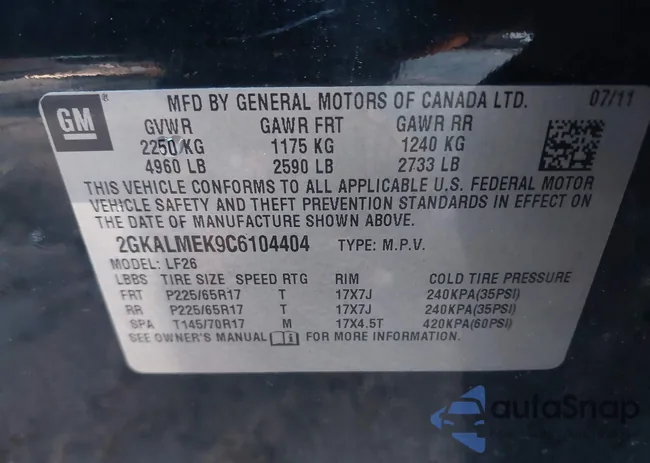 GM
MFD BY GENERAL MOTORS OF CANADA LTD. 07/11
GVWR GAWR FRT GAWR RR
2250 KG 1175 KG 1240 KG
4960 LB 2590 LB 2733 LB
THIS VEHICLE CONFORMS TO ALL APPLICABLE U.S. FEDERAL MOTOR
VEHICLE SAFETY AND THEFT PREVENTION STANDARDS IN EFFECT ON
THE DATE OF MANUFACTURE SHOWN ABOVE.
2GKALMEK9C6104404 TYPE: M.P.V.
MODEL: LF26
LBBS TIRE SIZE SPEED RTG RIM COLD TIRE PRESSURE
FRT P225/65R17 T 17X7J 240KPA(35PSI)
RR P225/65R17 T 17X7J 240KPA(35PSI)
SPA T145/70R17 M 17X4.5T 420KPA(60PSI)
SEE OWNER'S MANUAL FOR MORE INFORMATION.
autoSnap